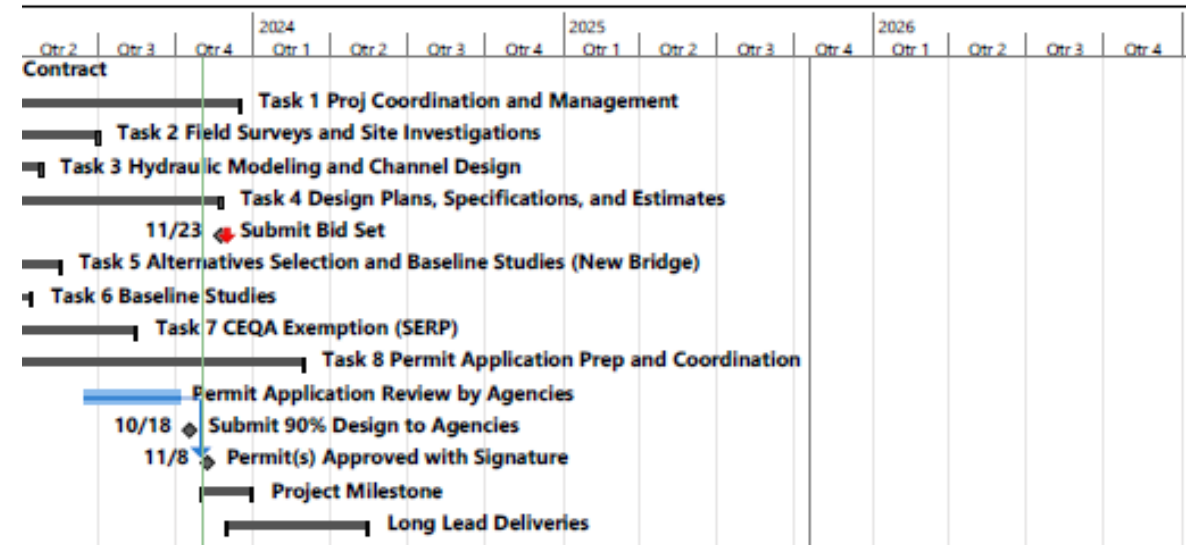 2024 2025 2026
Qtr 2 Qtr 3 Qtr 4 Qtr 1 Qtr 2 Qtr 3 Qtr 4 Qtr 1 Qtr 2 Qtr 3 Qtr 4 Qtr 1 Qtr 2 Qtr 3 Qtr 4
Contract
Task 1 Proj Coordination and Management
Task 2 Field Surveys and Site Investigations
Task 3 Hydraulic Modeling and Channel Design
Task 4 Design Plans, Specifications, and Estimates
11/23 Submit Bid Set
Task 5 Alternatives Selection and Baseline Studies (New Bridge)
Task 6 Baseline Studies
Task 7 CEQA Exemption (SERP)
Task 8 Permit Application Prep and Coordination
Permit Application Review by Agencies
10/18 Submit 90% Design to Agencies
11/8 Permit(s) Approved with Signature
Project Milestone
Long Lead Deliveries